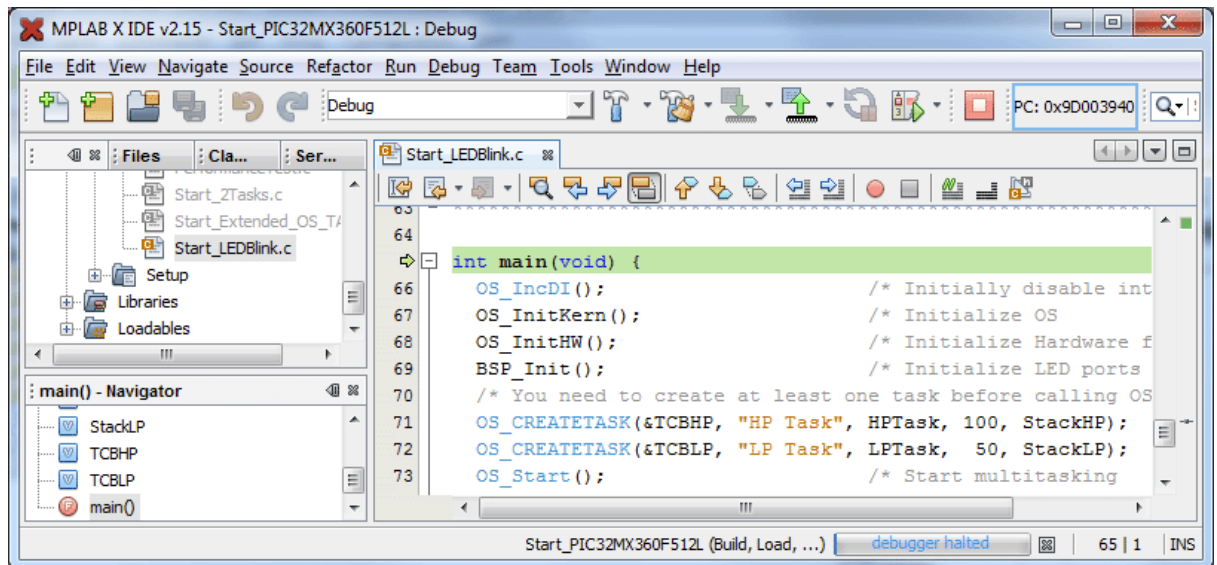 MPLAB X IDE v2.15 - Start_PIC32MX360F512L : Debug
File Edit View Navigate Source Refactor Run Debug Team Tools Window Help
Debug
PC: 0x9D003940
Files Cla... Ser...
Start_2Tasks.c
Start_Extended_OS_TA
Start_LEDBlink.c
Setup
Libraries
Loadables
main() - Navigator
StackLP
TCBHP
TCBLP
main()
Start_LEDBlink.c
63
64
int main(void) {
66 OS_IncDI(); /* Initially disable int
67 OS_InitKern(); /* Initialize OS
68 OS_InitHW(); /* Initialize Hardware f
69 BSP_Init(); /* Initialize LED ports
70 /* You need to create at least one task before calling OS
71 OS_CREATETASK(&TCBHP, "HP Task", HPTask, 100, StackHP);
72 OS_CREATETASK(&TCBLP, "LP Task", LPTask, 50, StackLP);
73 OS_Start(); /* Start multitasking
Start_PIC32MX360F512L (Build, Load, ...) debugger halted 65 | 1 INS